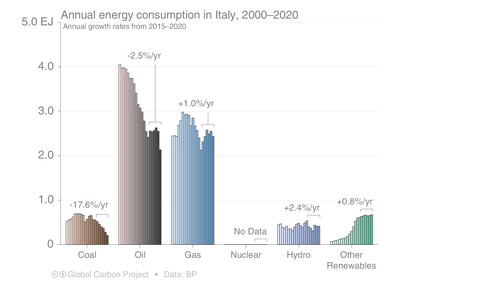 Annual energy consumption in Italy, 2000–2020
Annual growth rates from 2015–2020
5.0 EJ
4.0
3.0
2.0
1.0
0
-17.6%/yr
-2.5%/yr
+1.0%/yr
No Data
+2.4%/yr
+0.8%/yr
Coal
Oil
Gas
Nuclear
Hydro
Other
Renewables
Global Carbon Project • Data: BP